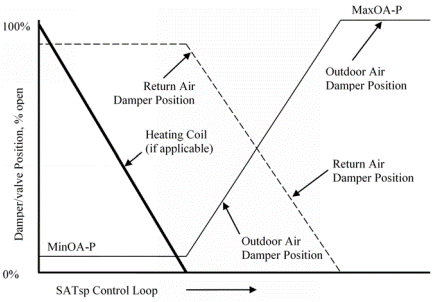 100%
MaxOA-P
Return Air
Damper Position
Outdoor Air
Damper Position
Heating Coil
(if applicable)
Damper/valve Position, % open
Return Air
Damper Position
MinOA-P
Outdoor Air
Damper Position
0%
SATsp Control Loop